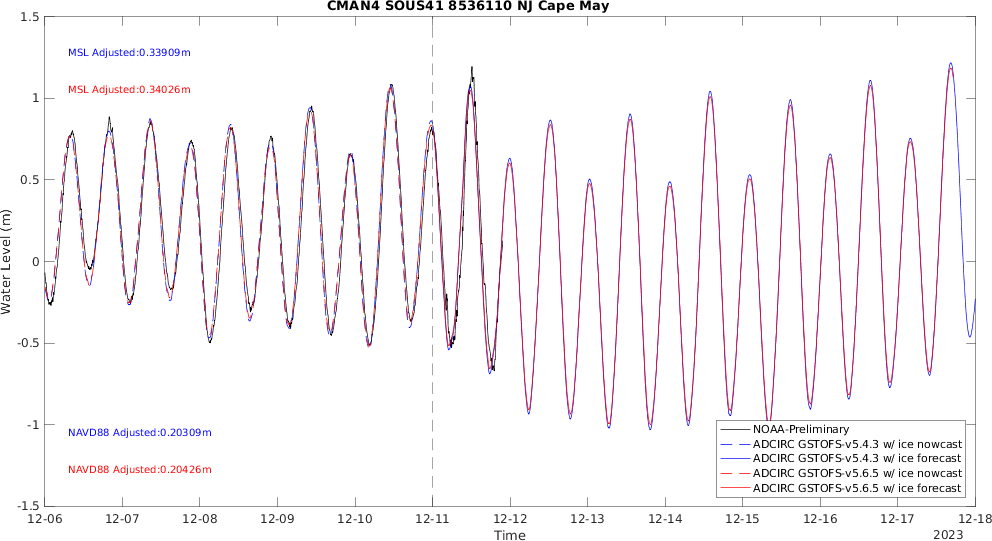 CMAN4 SOUS41 8536110 NJ Cape May
1.5
1
0.5
0
-0.5
-1
-1.5
Water Level (m)
MSL Adjusted:0.33909m
MSL Adjusted:0.34026m
NAVD88 Adjusted:0.20309m
NAVD88 Adjusted:0.20426m
NOAA-Preliminary
ADCIRC GSTOFS-v5.4.3 w/ ice nowcast
ADCIRC GSTOFS-v5.4.3 w/ ice forecast
ADCIRC GSTOFS-v5.6.5 w/ ice nowcast
ADCIRC GSTOFS-v5.6.5 w/ ice forecast
12-06 12-07 12-08 12-09 12-10 12-11 12-12 12-13 12-14 12-15 12-16 12-17 12-18
Time
2023